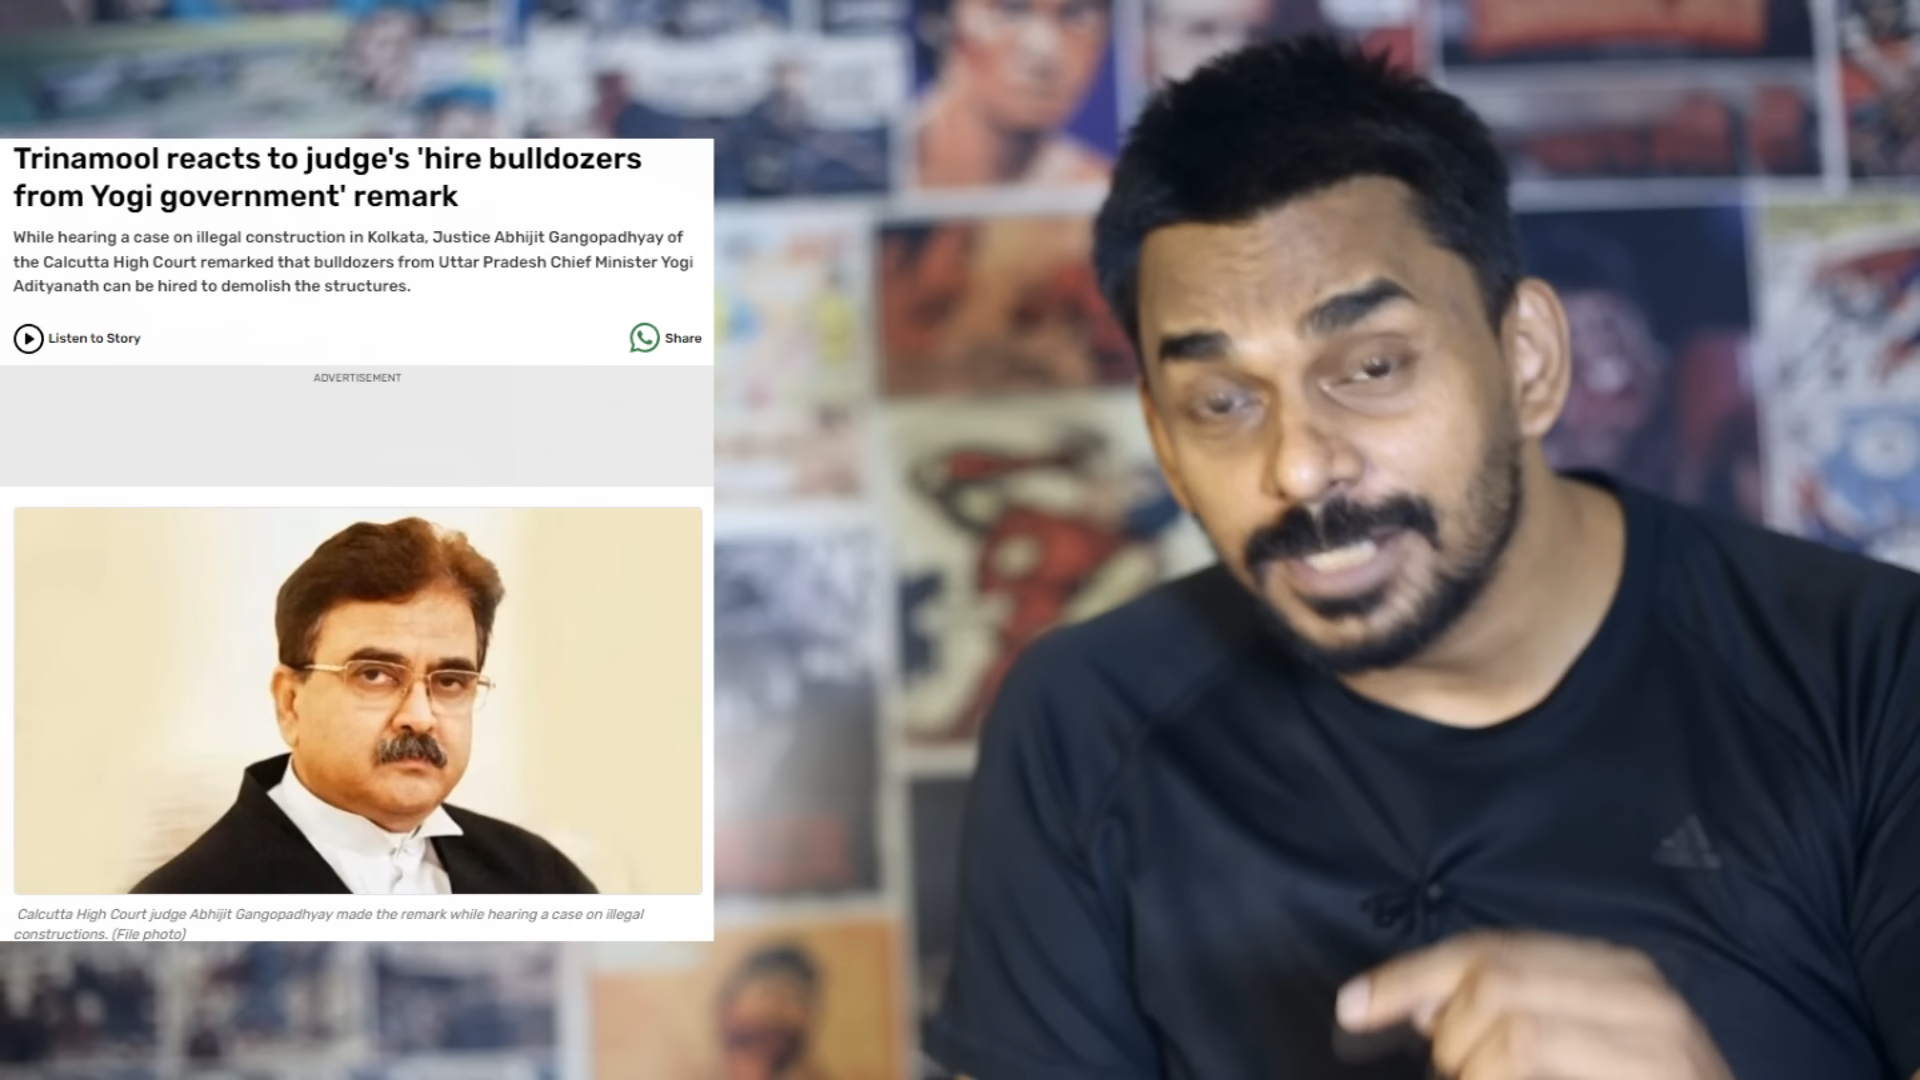 Trinamool reacts to judge's 'hire bulldozers
from Yogi government' remark
While hearing a case on illegal construction in Kolkata, Justice Abhijit Gangopadhyay of
the Calcutta High Court remarked that bulldozers from Uttar Pradesh Chief Minister Yogi
Adityanath can be hired to demolish the structures.
Listen to Story
Share
ADVERTISEMENT
Calcutta High Court judge Abhijit Gangopadhyay made the remark while hearing a case on illegal
constructions. (File photo)